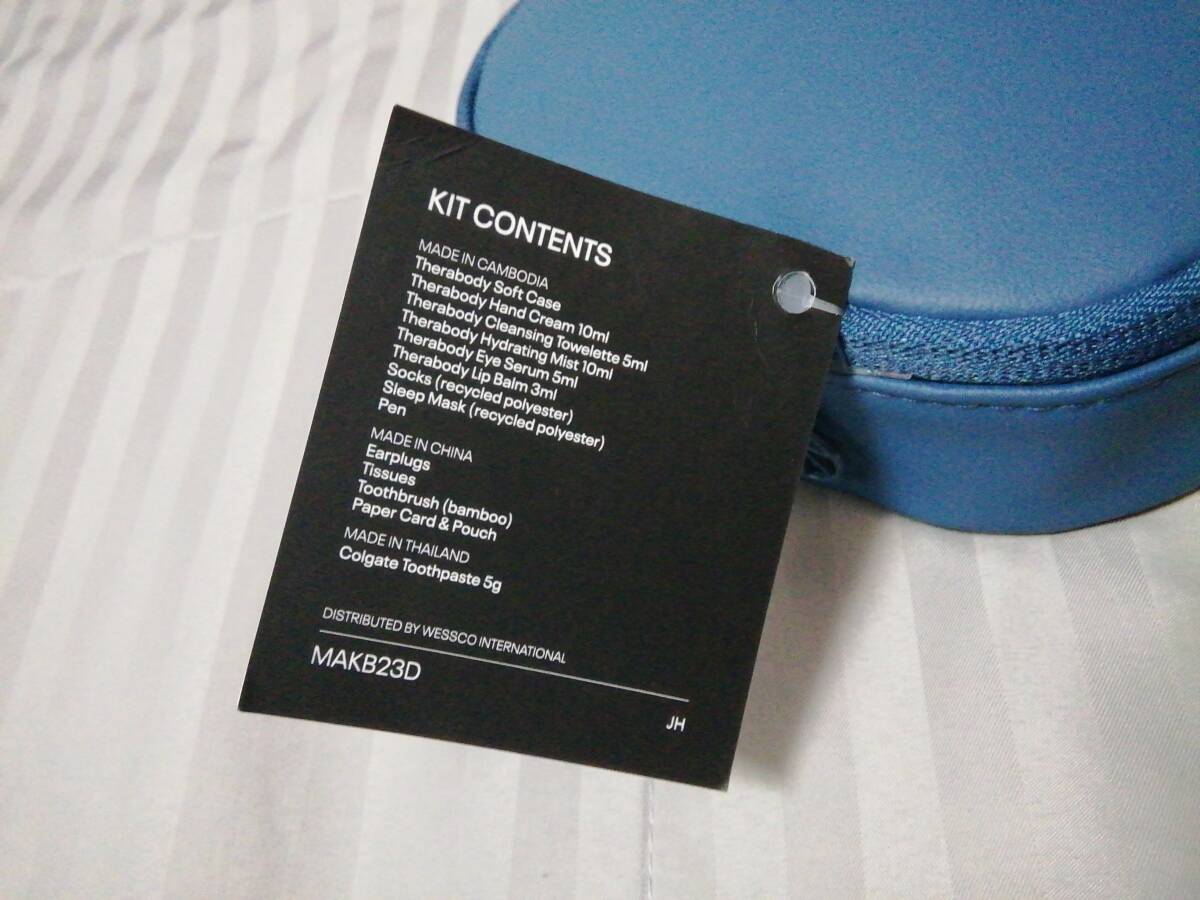 KIT CONTENTS
MADE IN CAMBODIA
Therabody Soft Case
Therabody Hand Cream 10ml
Therabody Cleansing Towelette 5ml
Therabody Hydrating Mist 10ml
Therabody Eye Serum 5ml
Therabody Lip Balm 3ml
Socks (recycled polyester)
Sleep Mask (recycled polyester)
Pen
MADE IN CHINA
Earplugs
Tissues
Toothbrush (bamboo)
Paper Card & Pouch
MADE IN THAILAND
Colgate Toothpaste 5g
DISTRIBUTED BY WESSCO INTERNATIONAL
MAKB23D
JH